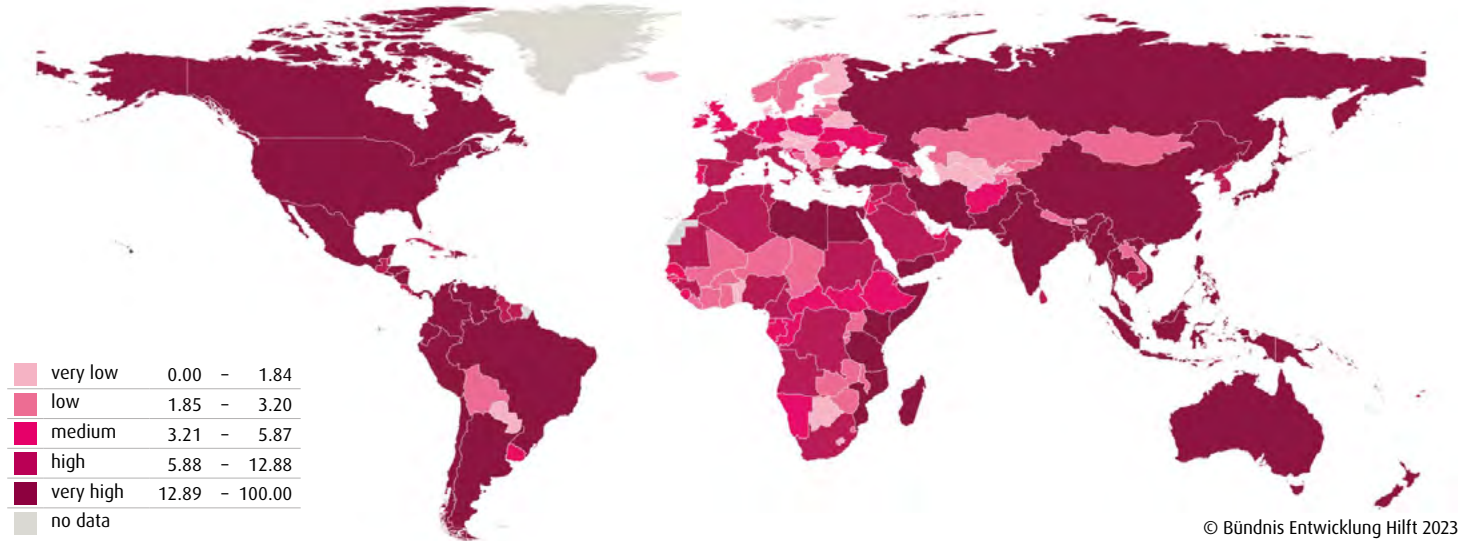 very low 0.00 – 1.84
low 1.85 – 3.20
medium 3.21 – 5.87
high 5.88 – 12.88
very high 12.89 – 100.00
no data
© Bündnis Entwicklung Hilft 2023